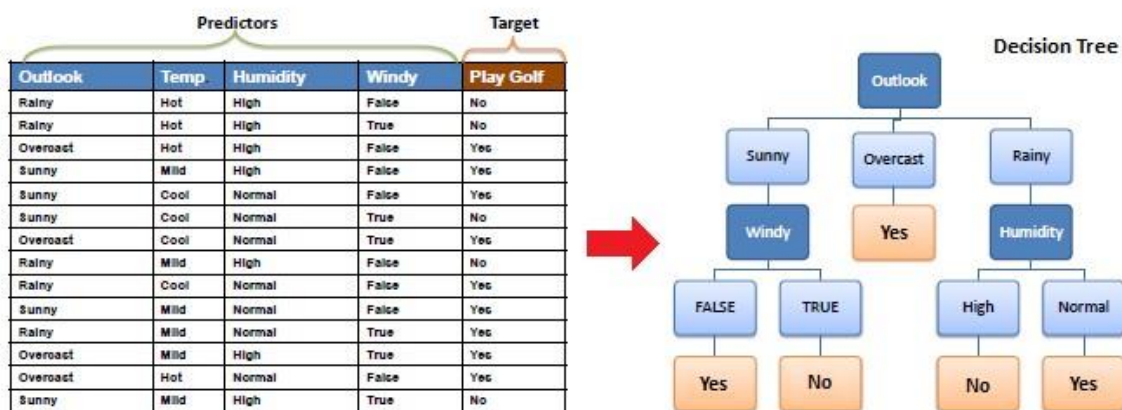 Predictors Target
Outlook Temp Humidity Windy Play Golf
Rainy Hot High False No
Rainy Hot High True No
Overcast Hot High False Yes
Sunny Mild High False Yes
Sunny Cool Normal False Yes
Sunny Cool Normal True No
Overcast Cool Normal True Yes
Rainy Mild High False No
Rainy Cool Normal False Yes
Sunny Mild Normal False Yes
Rainy Mild Normal True Yes
Overcast Mild High True Yes
Overcast Hot Normal False Yes
Sunny Mild High True No
Decision Tree
Outlook
Sunny Overcast Rainy
Windy Yes Humidity
FALSE TRUE High Normal
Yes No No Yes